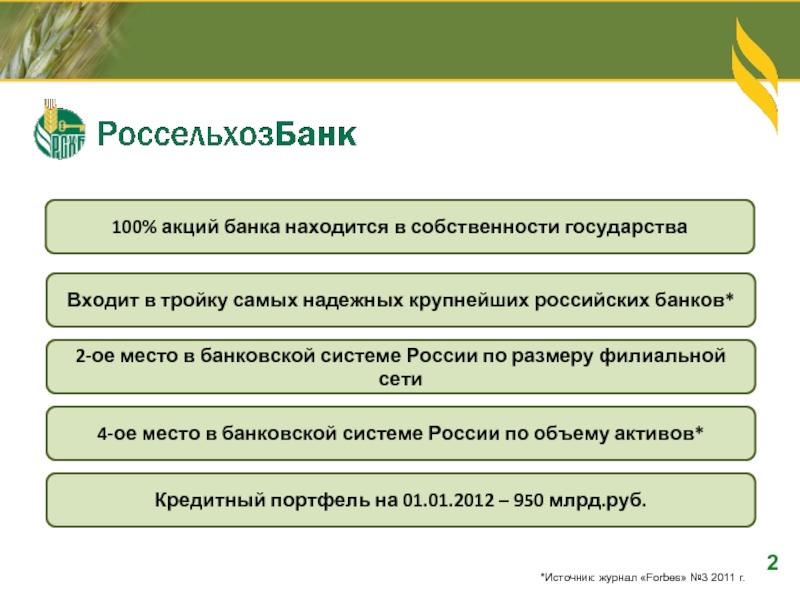 РСХБ
РоссельхозБанк
100% акций банка находится в собственности государства
Входит в тройку самых надежных крупнейших российских банков*
2-ое место в банковской системе России по размеру филиальной
сети
4-ое место в банковской системе России по объему активов*
Кредитный портфель на 01.01.2012 – 950 млрд.руб.
2
*Источник: журнал «Forbes» №3 2011 г.